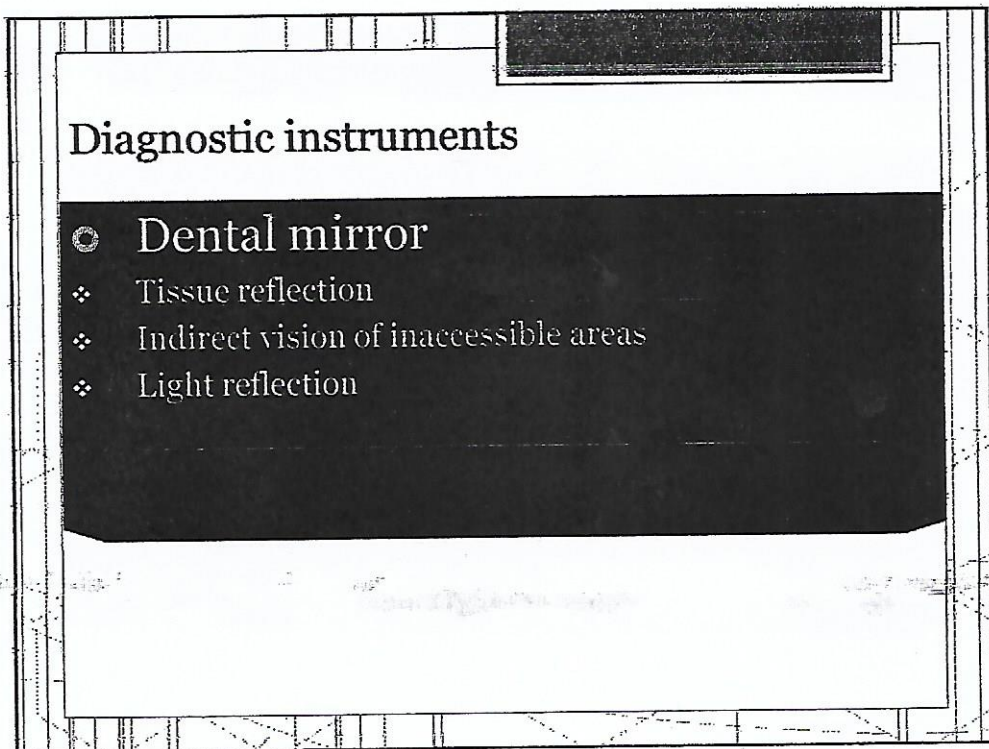 Diagnostic instruments
Dental mirror
Tissue reflection
Indirect vision of inaccessible areas
Light reflection